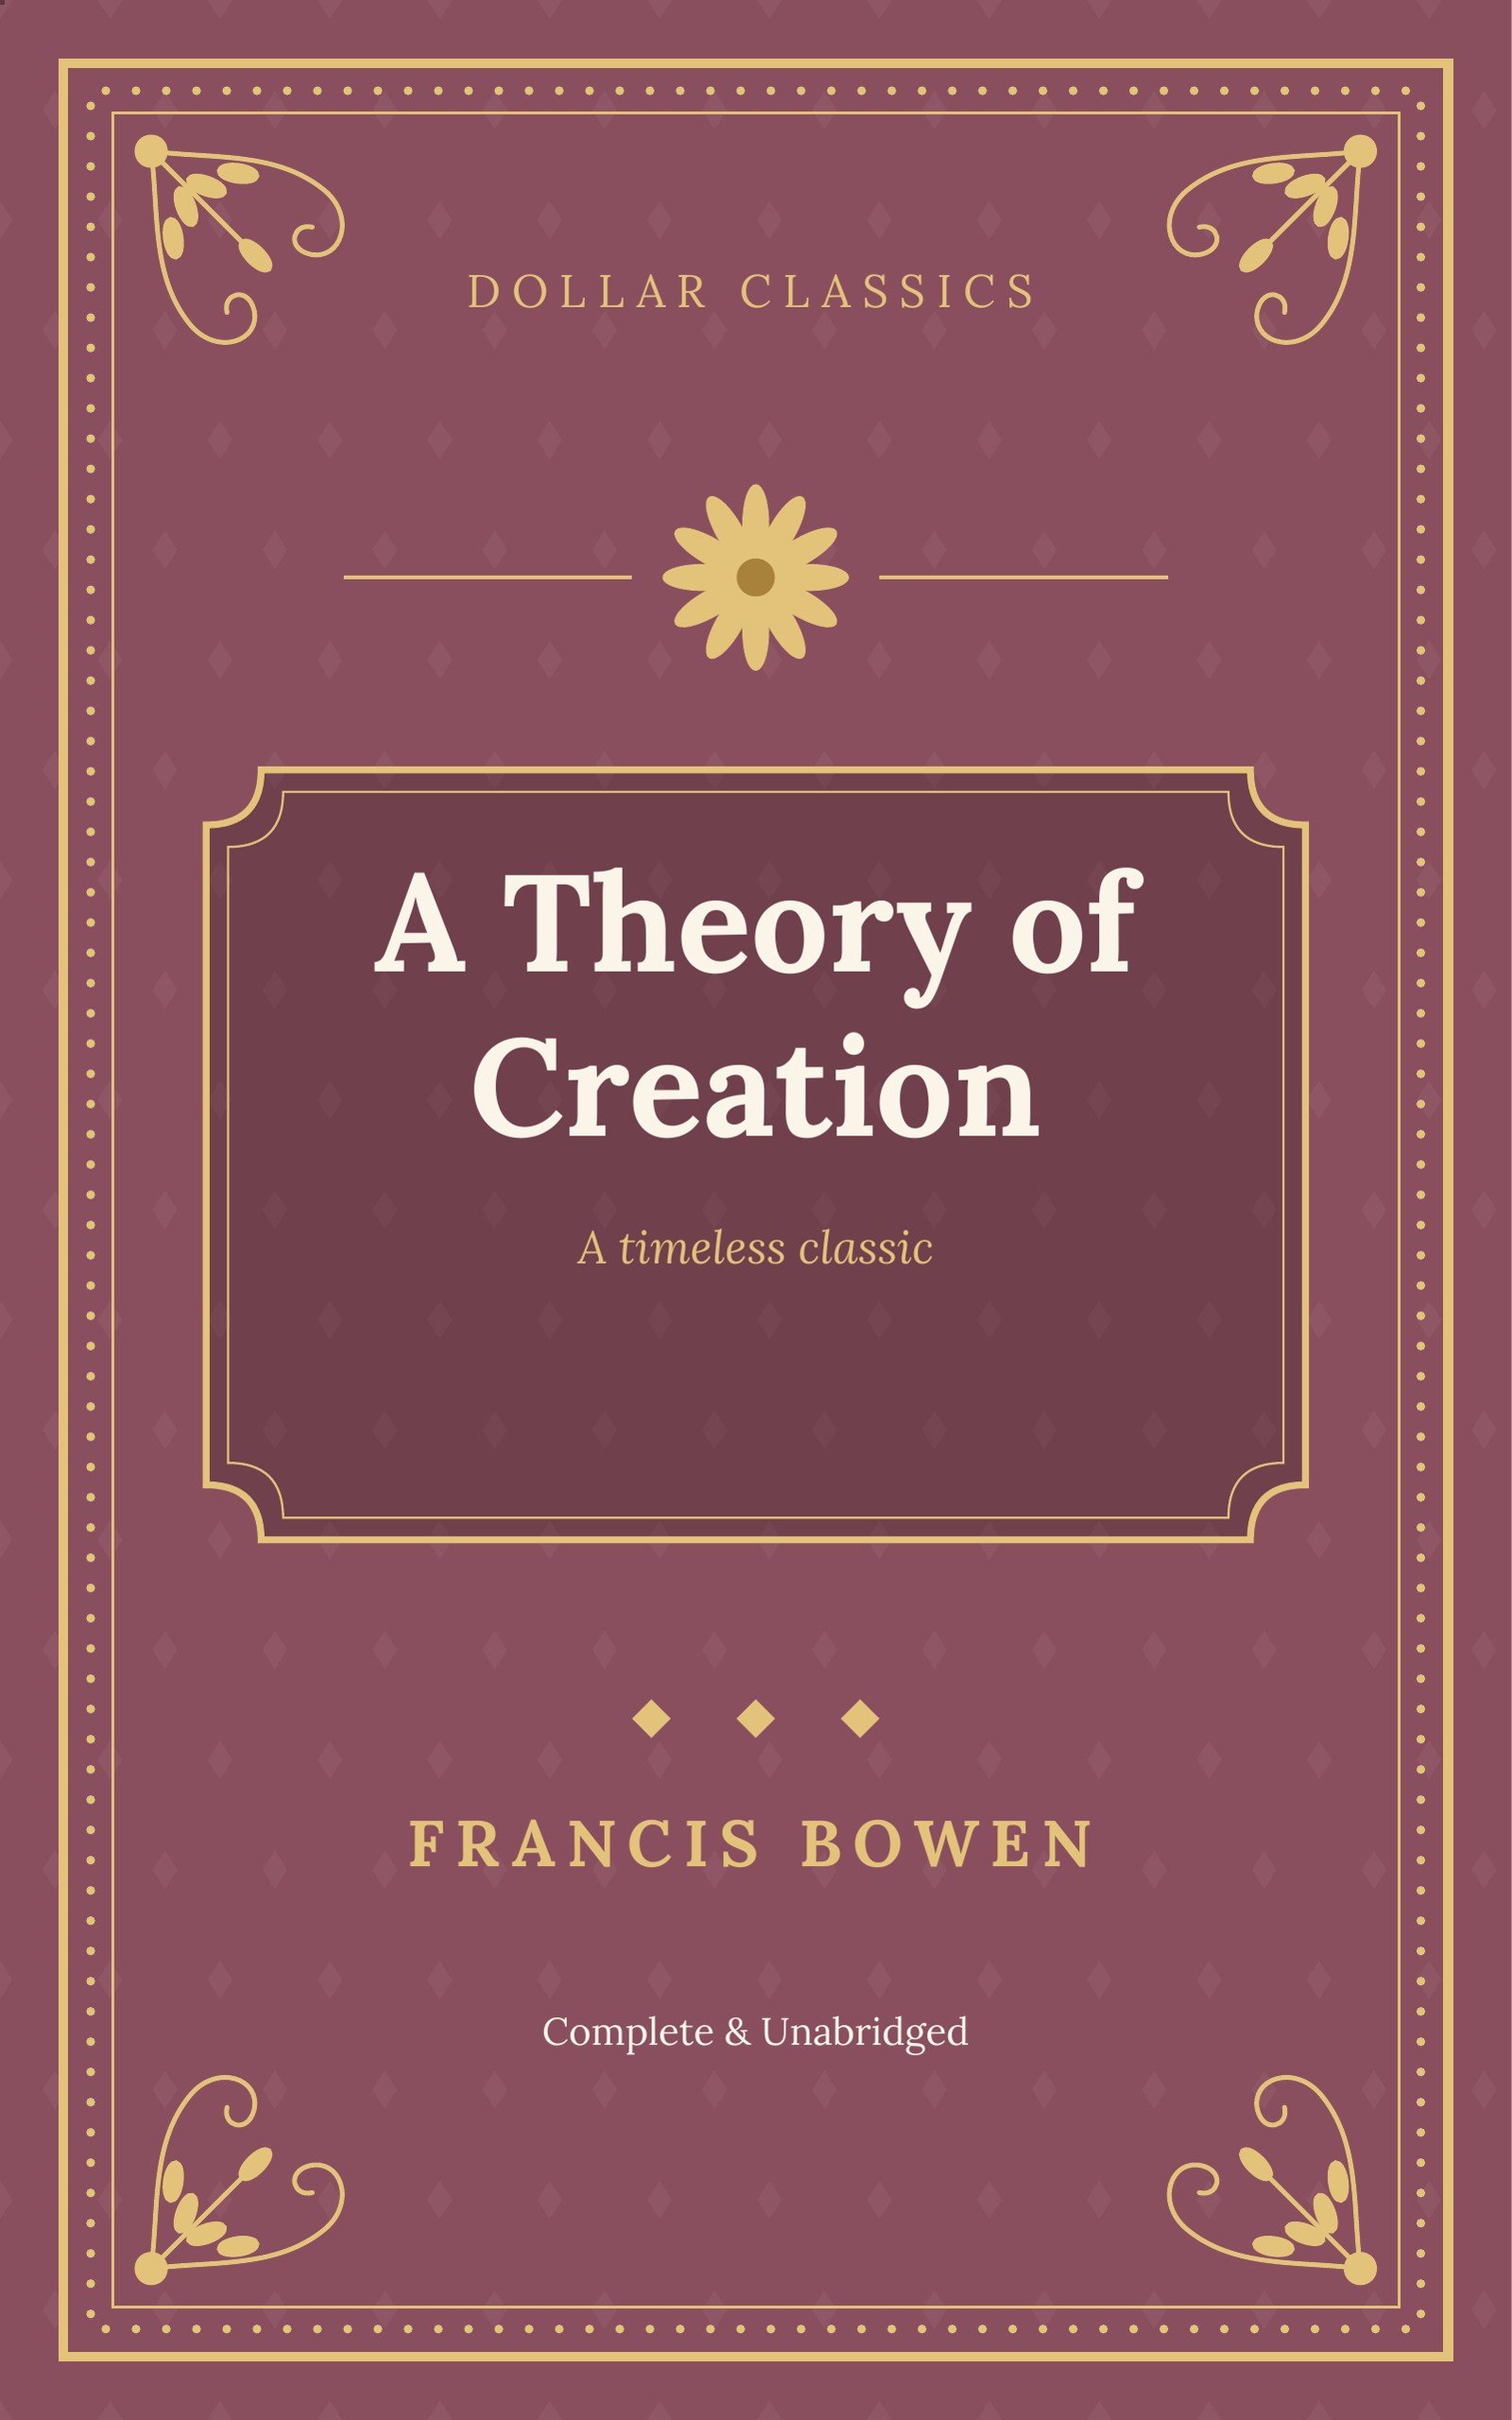 DOLLAR CLASSICS
A Theory of
Creation
A timeless classic
FRANCIS BOWEN
Complete & Unabridged